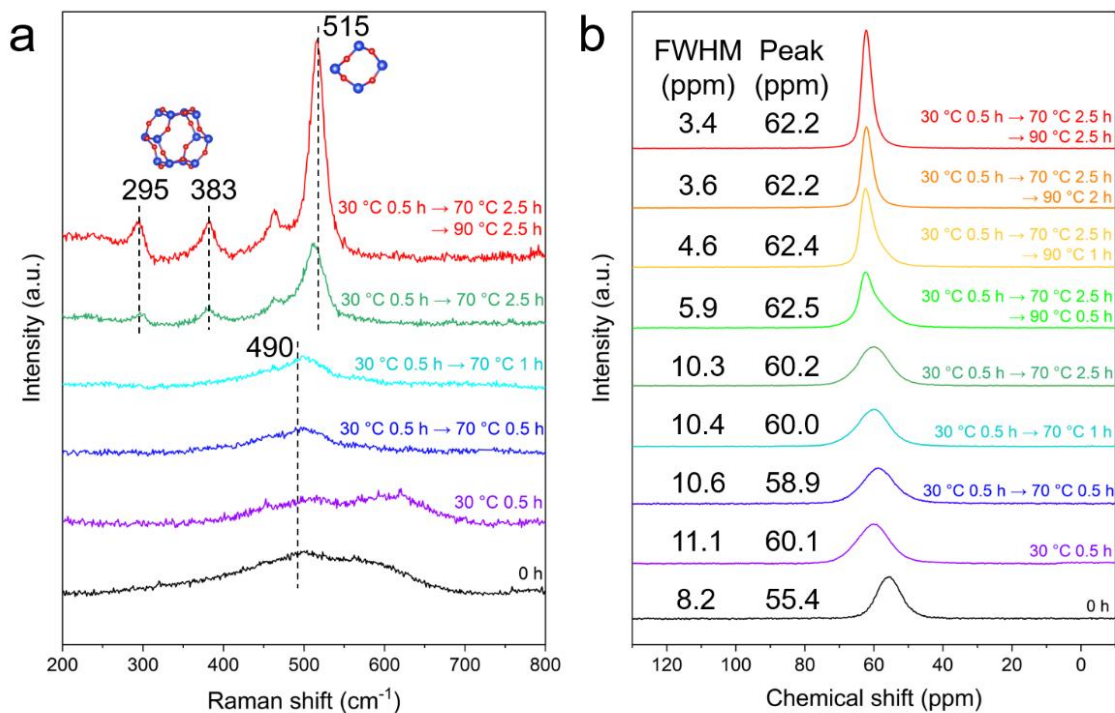 a
515
295
383
30 °C 0.5 h → 70 °C 2.5 h
→ 90 °C 2.5 h
30 °C 0.5 h → 70 °C 2.5 h
490
30 °C 0.5 h → 70 °C 1 h
30 °C 0.5 h → 70 °C 0.5 h
30 °C 0.5 h
0 h
Intensity (a.u.)
200 300 400 500 600 700 800
Raman shift (cm⁻¹)
b
FWHM Peak
(ppm) (ppm)
3.4 62.2 30 °C 0.5 h → 70 °C 2.5 h
→ 90 °C 2.5 h
3.6 62.2 30 °C 0.5 h → 70 °C 2.5 h
→ 90 °C 2 h
4.6 62.4 30 °C 0.5 h → 70 °C 2.5 h
→ 90 °C 1 h
5.9 62.5 30 °C 0.5 h → 70 °C 2.5 h
→ 90 °C 0.5 h
10.3 60.2 30 °C 0.5 h → 70 °C 2.5 h
10.4 60.0 30 °C 0.5 h → 70 °C 1 h
10.6 58.9 30 °C 0.5 h → 70 °C 0.5 h
11.1 60.1 30 °C 0.5 h
8.2 55.4 0 h
Intensity (a.u.)
120 100 80 60 40 20 0
Chemical shift (ppm)